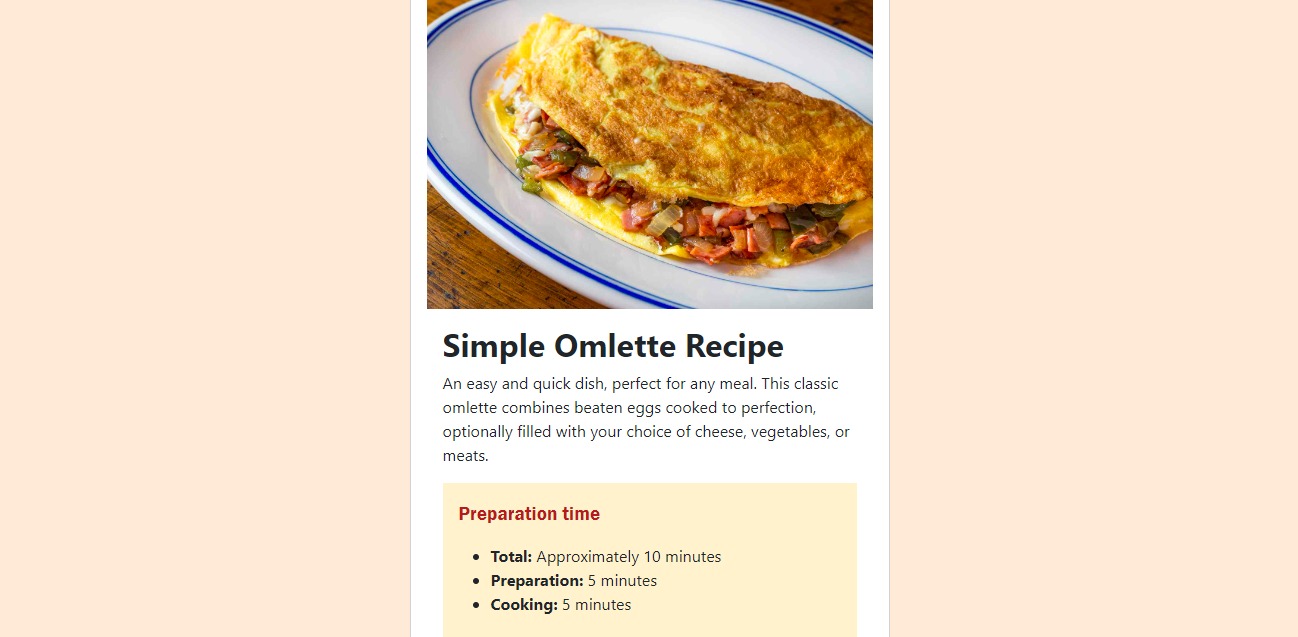 Simple Omlette Recipe
An easy and quick dish, perfect for any meal. This classic
omlette combines beaten eggs cooked to perfection,
optionally filled with your choice of cheese, vegetables, or
meats.
Preparation time
• Total: Approximately 10 minutes
• Preparation: 5 minutes
• Cooking: 5 minutes